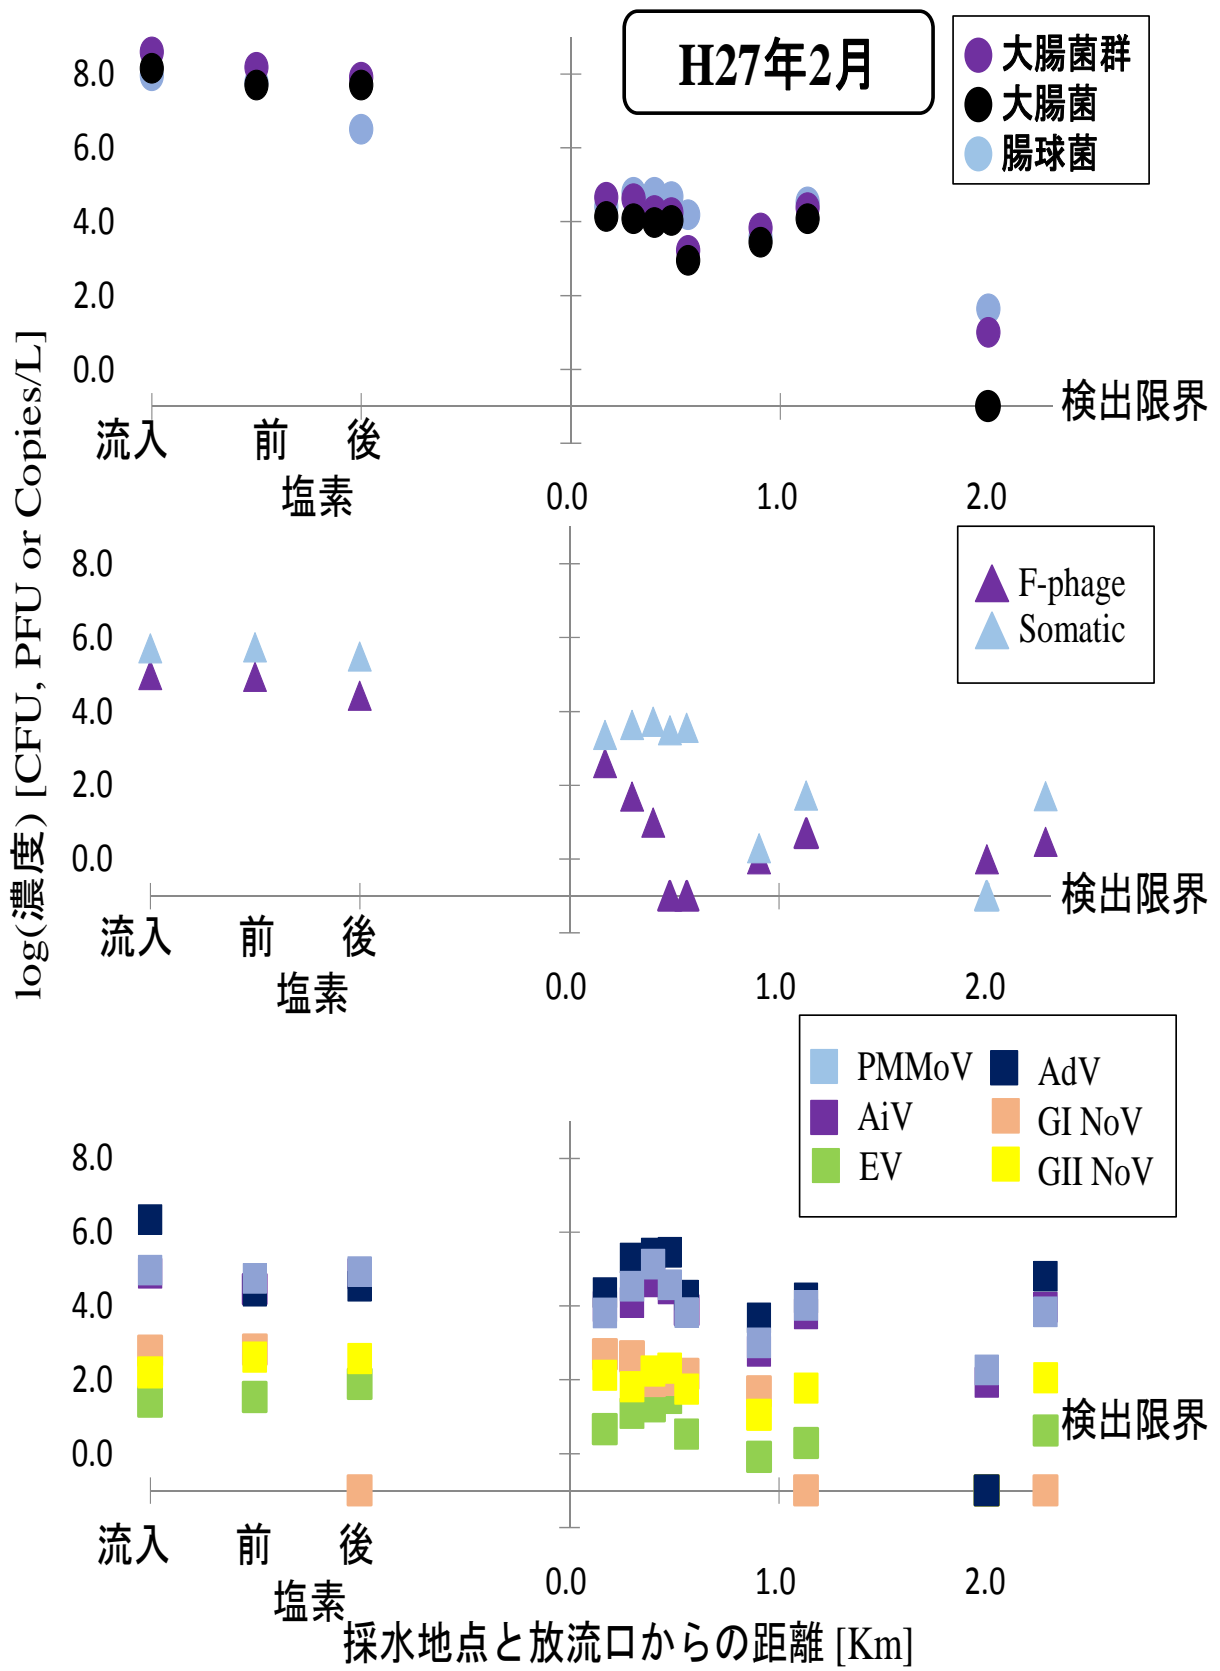 H27年2月
大腸菌群
大腸菌
腸球菌
8.0
6.0
4.0
2.0
0.0
検出限界
流入 前 後
塩素
0.0 1.0 2.0
log(濃度) [CFU, PFU or Copies/L]
F-phage
Somatic
8.0
6.0
4.0
2.0
0.0
検出限界
流入 前 後
塩素
0.0 1.0 2.0
PMMoV AdV
AiV GI NoV
EV GII NoV
8.0
6.0
4.0
2.0
0.0
検出限界
流入 前 後
塩素
0.0 1.0 2.0
採水地点と放流口からの距離 [Km]